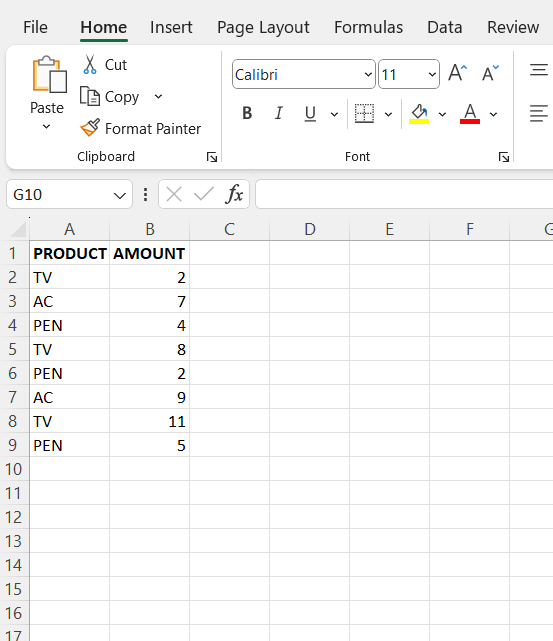 File Home Insert Page Layout Formulas Data Review
Paste
Cut
Copy
Format Painter
Clipboard
Calibri 11 A A
B I U A
Font
G10 fx
A B C D E F G
1 PRODUCT AMOUNT
2 TV 2
3 AC 7
4 PEN 4
5 TV 8
6 PEN 2
7 AC 9
8 TV 11
9 PEN 5
10
11
12
13
14
15
16
17